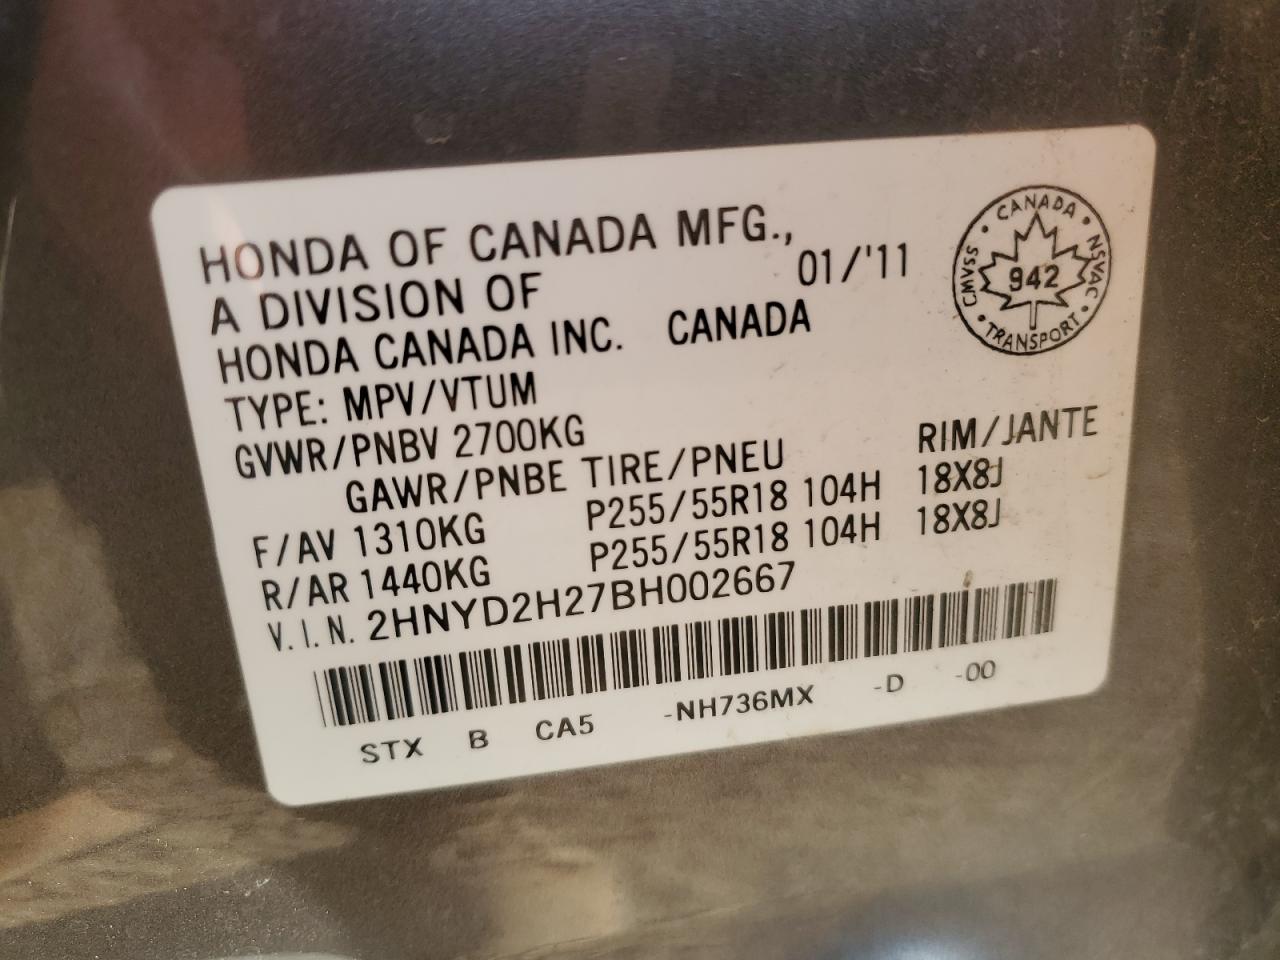 HONDA OF CANADA MFG.,
A DIVISION OF 01/'11
HONDA CANADA INC. CANADA
TYPE: MPV/VTUM
GVWR/PNBV 2700KG
GAWR/PNBE TIRE/PNEU RIM/JANTE
F/AV 1310KG P255/55R18 104H 18X8J
R/AR 1440KG P255/55R18 104H 18X8J
V.I.N. 2HNYD2H27BH002667
STX B CA5 -NH736MX -D -00
CANADA • NSVAC • TRANSPORT • CMVSS •
942